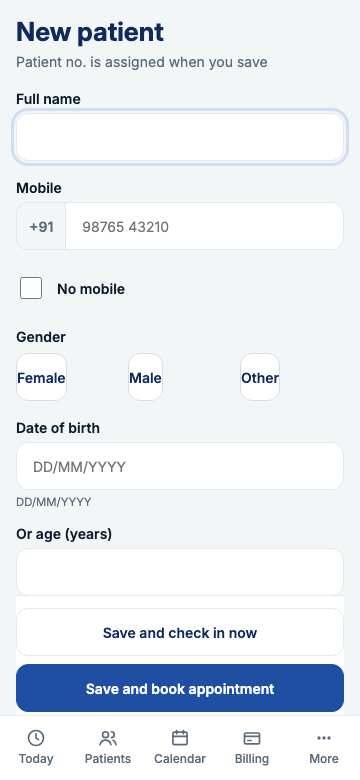 New patient
Patient no. is assigned when you save
Full name
Mobile
+91 98765 43210
No mobile
Gender
Female Male Other
Date of birth
DD/MM/YYYY
DD/MM/YYYY
Or age (years)
Save and check in now
Save and book appointment
Today Patients Calendar Billing More